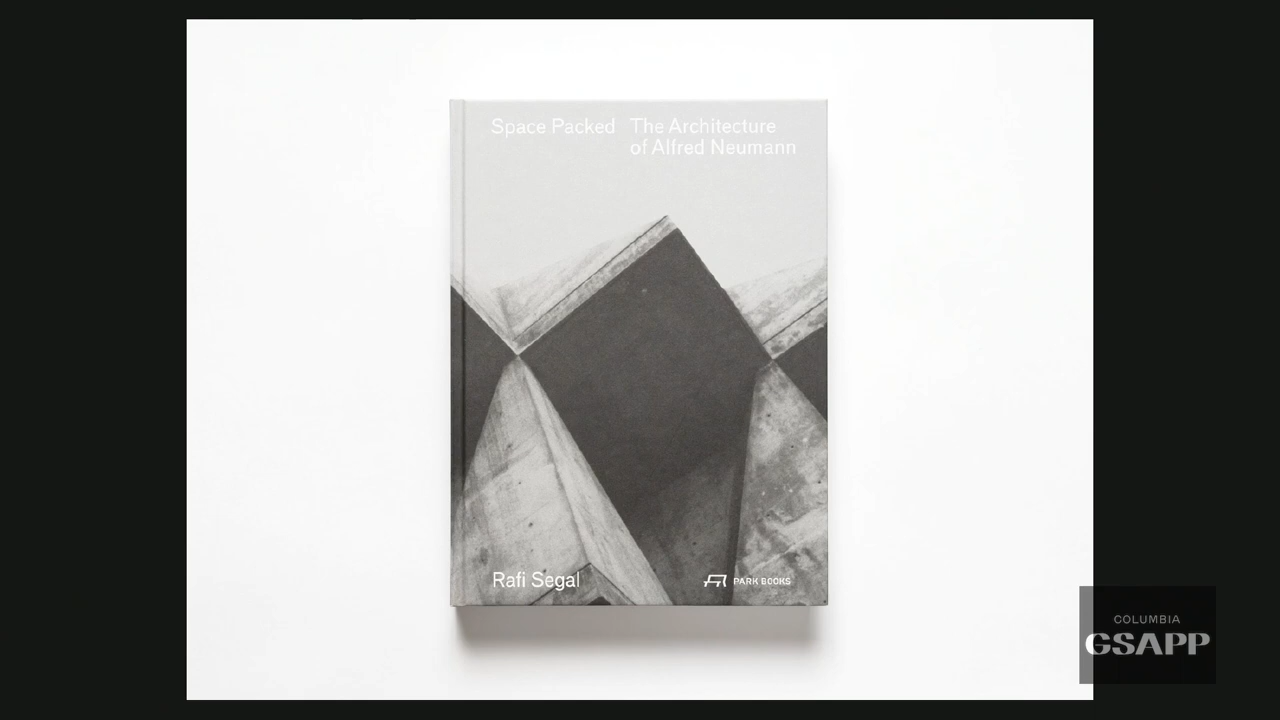 Space Packed The Architecture
of Alfred Neumann
Rafi Segal
PARK BOOKS
COLUMBIA
GSAPP